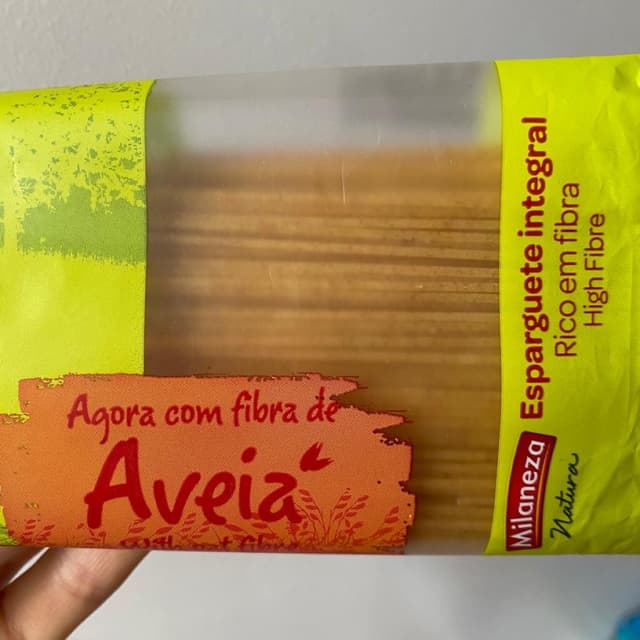 Agora com fibra de
Aveia
Esparguete integral
Rico em fibra
High Fibre
Milaneza
Natura